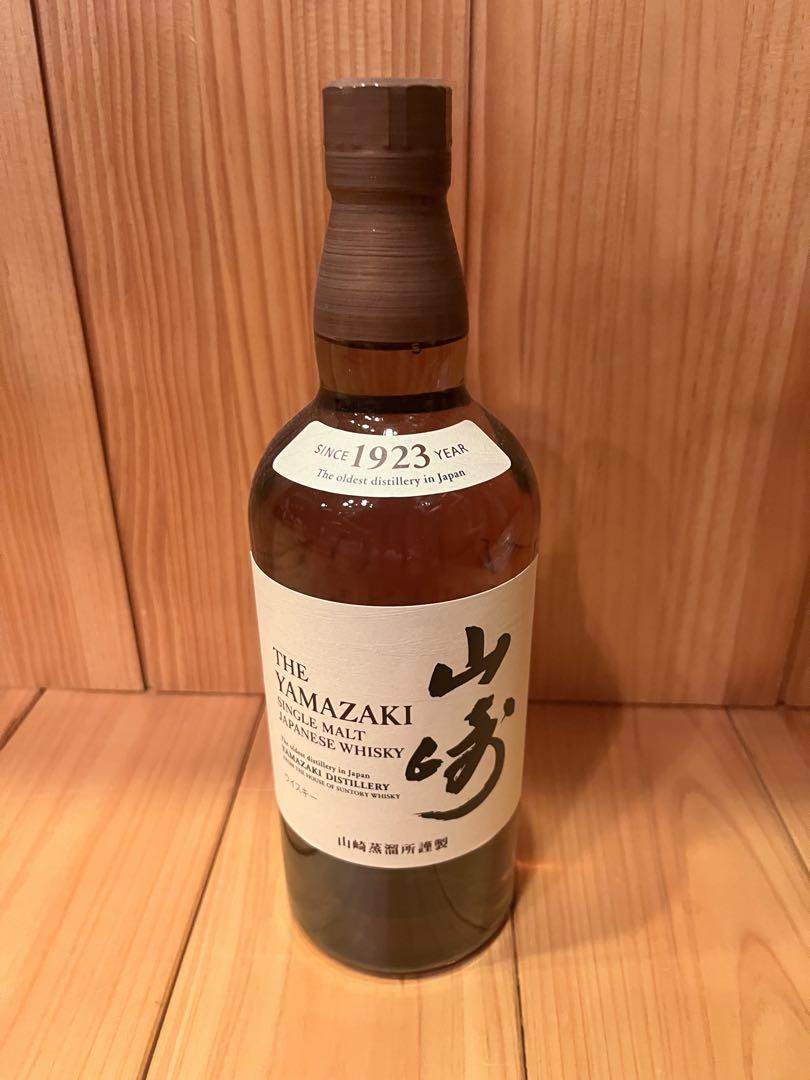 SINCE 1923 YEAR
The oldest distillery in Japan
THE
YAMAZAKI
SINGLE MALT
JAPANESE WHISKY
山崎
The oldest distillery in Japan
YAMAZAKI DISTILLERY
FROM THE HOUSE OF SUNTORY WHISKY
ウイスキー
山崎蒸溜所謹製